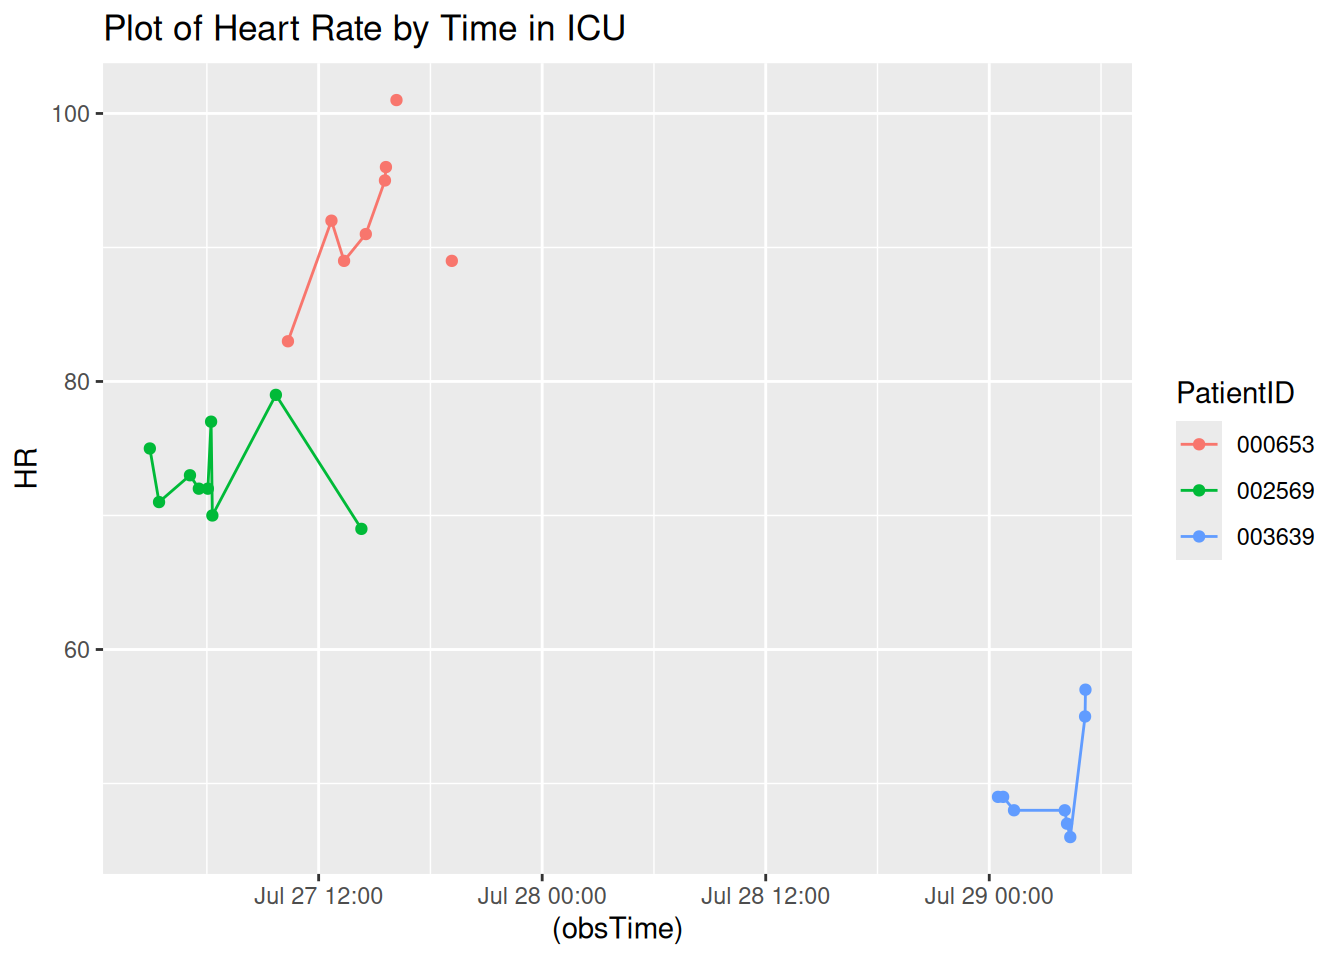 Plot of Heart Rate by Time in ICU
100
80
60
HR
Jul 27 12:00
Jul 28 00:00
Jul 28 12:00
Jul 29 00:00
(obsTime)
PatientID
000653
002569
003639